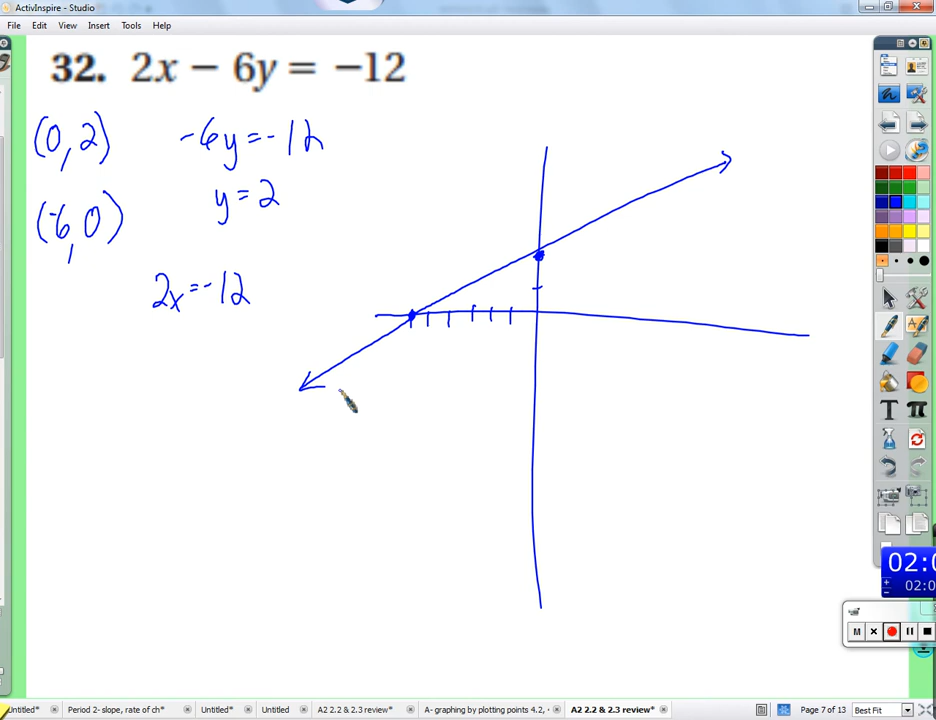 ActivInspire - Studio
File Edit View Insert Tools Help
32. 2x − 6y = −12
(0, 2) -6y = -12
y = 2
(-6, 0)
2x = -12
T
02:
02:
M
Untitled* Period 2- slope, rate of ch* Untitled* Untitled A2 2.2 & 2.3 review* A- graphing by plotting points 4.2, A2 2.2 & 2.3 review* Page 7 of 13 Best Fit